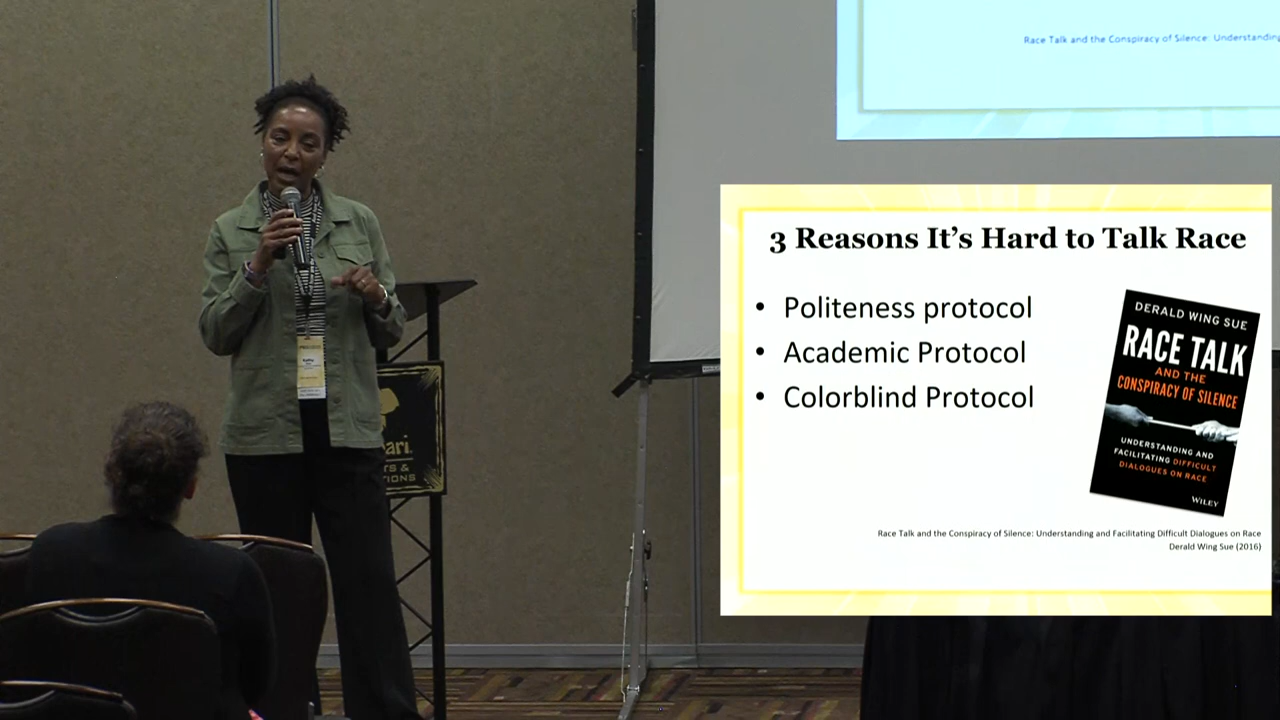 Race Talk and the Conspiracy of Silence: Understanding
3 Reasons It's Hard to Talk Race
• Politeness protocol
• Academic Protocol
• Colorblind Protocol
DERALD WING SUE
RACE TALK
AND THE
CONSPIRACY OF SILENCE
UNDERSTANDING AND
FACILITATING DIFFICULT
DIALOGUES ON RACE
WILEY
Race Talk and the Conspiracy of Silence: Understanding and Facilitating Difficult Dialogues on Race
Derald Wing Sue (2016)
ari.
TS &
TIONS